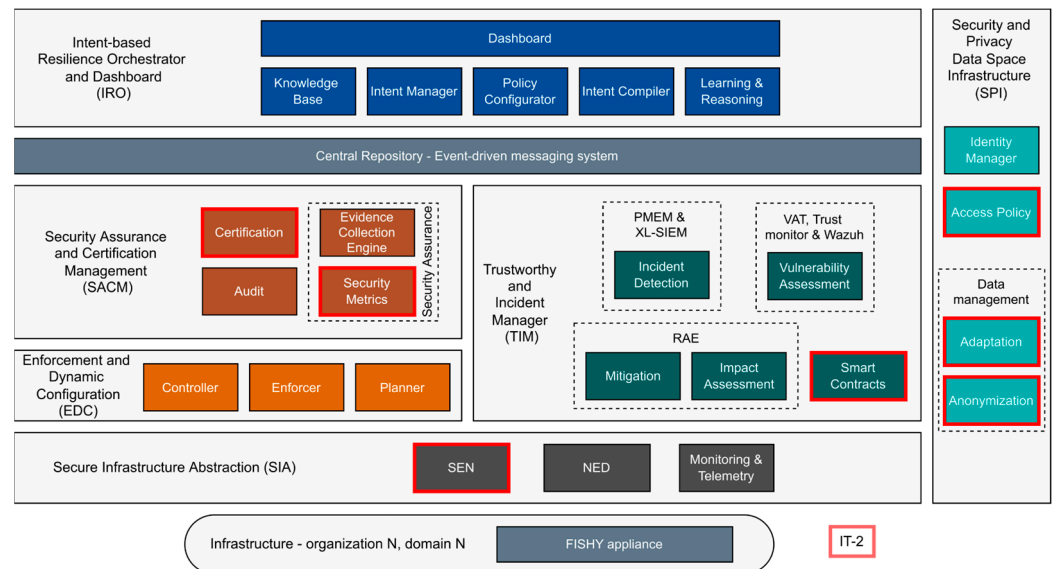 Intent-based
Resilience Orchestrator
and Dashboard
(IRO)
Dashboard
Knowledge
Base
Intent Manager
Policy
Configurator
Intent Compiler
Learning &
Reasoning
Security and
Privacy
Data Space
Infrastructure
(SPI)
Identity
Manager
Access Policy
Data
management
Adaptation
Anonymization
Central Repository - Event-driven messaging system
Security Assurance
and Certification
Management
(SACM)
Certification
Audit
Evidence
Collection
Engine
Security
Metrics
Security Assurance
Trustworthy
and
Incident
Manager
(TIM)
PMEM &
XL-SIEM
Incident
Detection
VAT, Trust
monitor & Wazuh
Vulnerability
Assessment
RAE
Mitigation
Impact
Assessment
Smart
Contracts
Enforcement and
Dynamic
Configuration
(EDC)
Controller
Enforcer
Planner
Secure Infrastructure Abstraction (SIA)
SEN
NED
Monitoring &
Telemetry
Infrastructure - organization N, domain N
FISHY appliance
IT-2